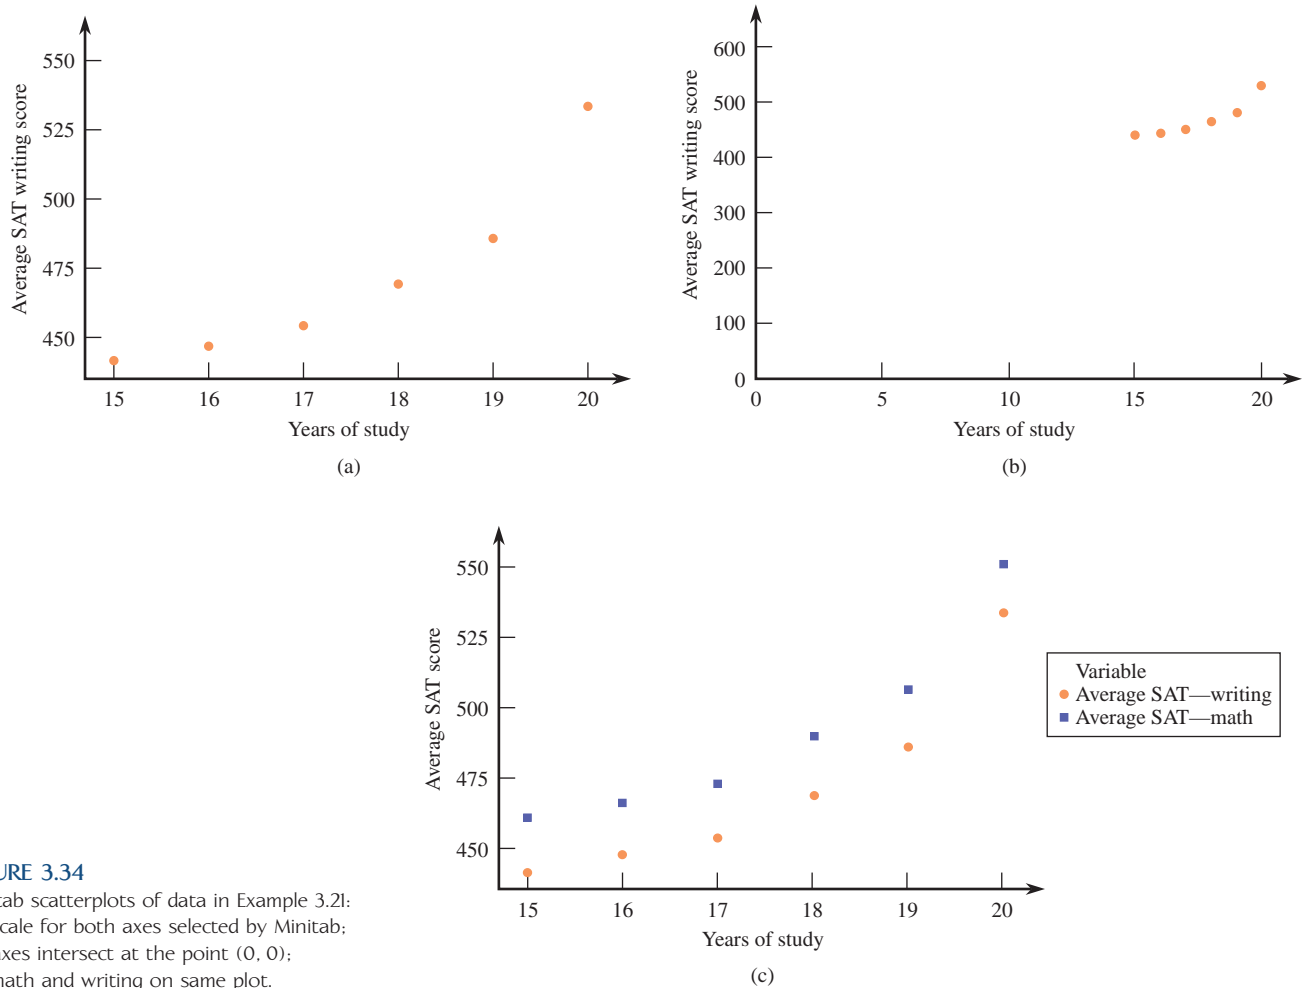 550
525
500
475
450
15 16 17 18 19 20
Average SAT writing score
Years of study
(a)
600
500
400
300
200
100
0
0 5 10 15 20
Average SAT writing score
Years of study
(b)
550
525
500
475
450
15 16 17 18 19 20
Average SAT score
Years of study
(c)
Variable
Average SAT—writing
Average SAT—math
URE 3.34
tab scatterplots of data in Example 3.21:
cale for both axes selected by Minitab;
axes intersect at the point (0, 0);
math and writing on same plot.